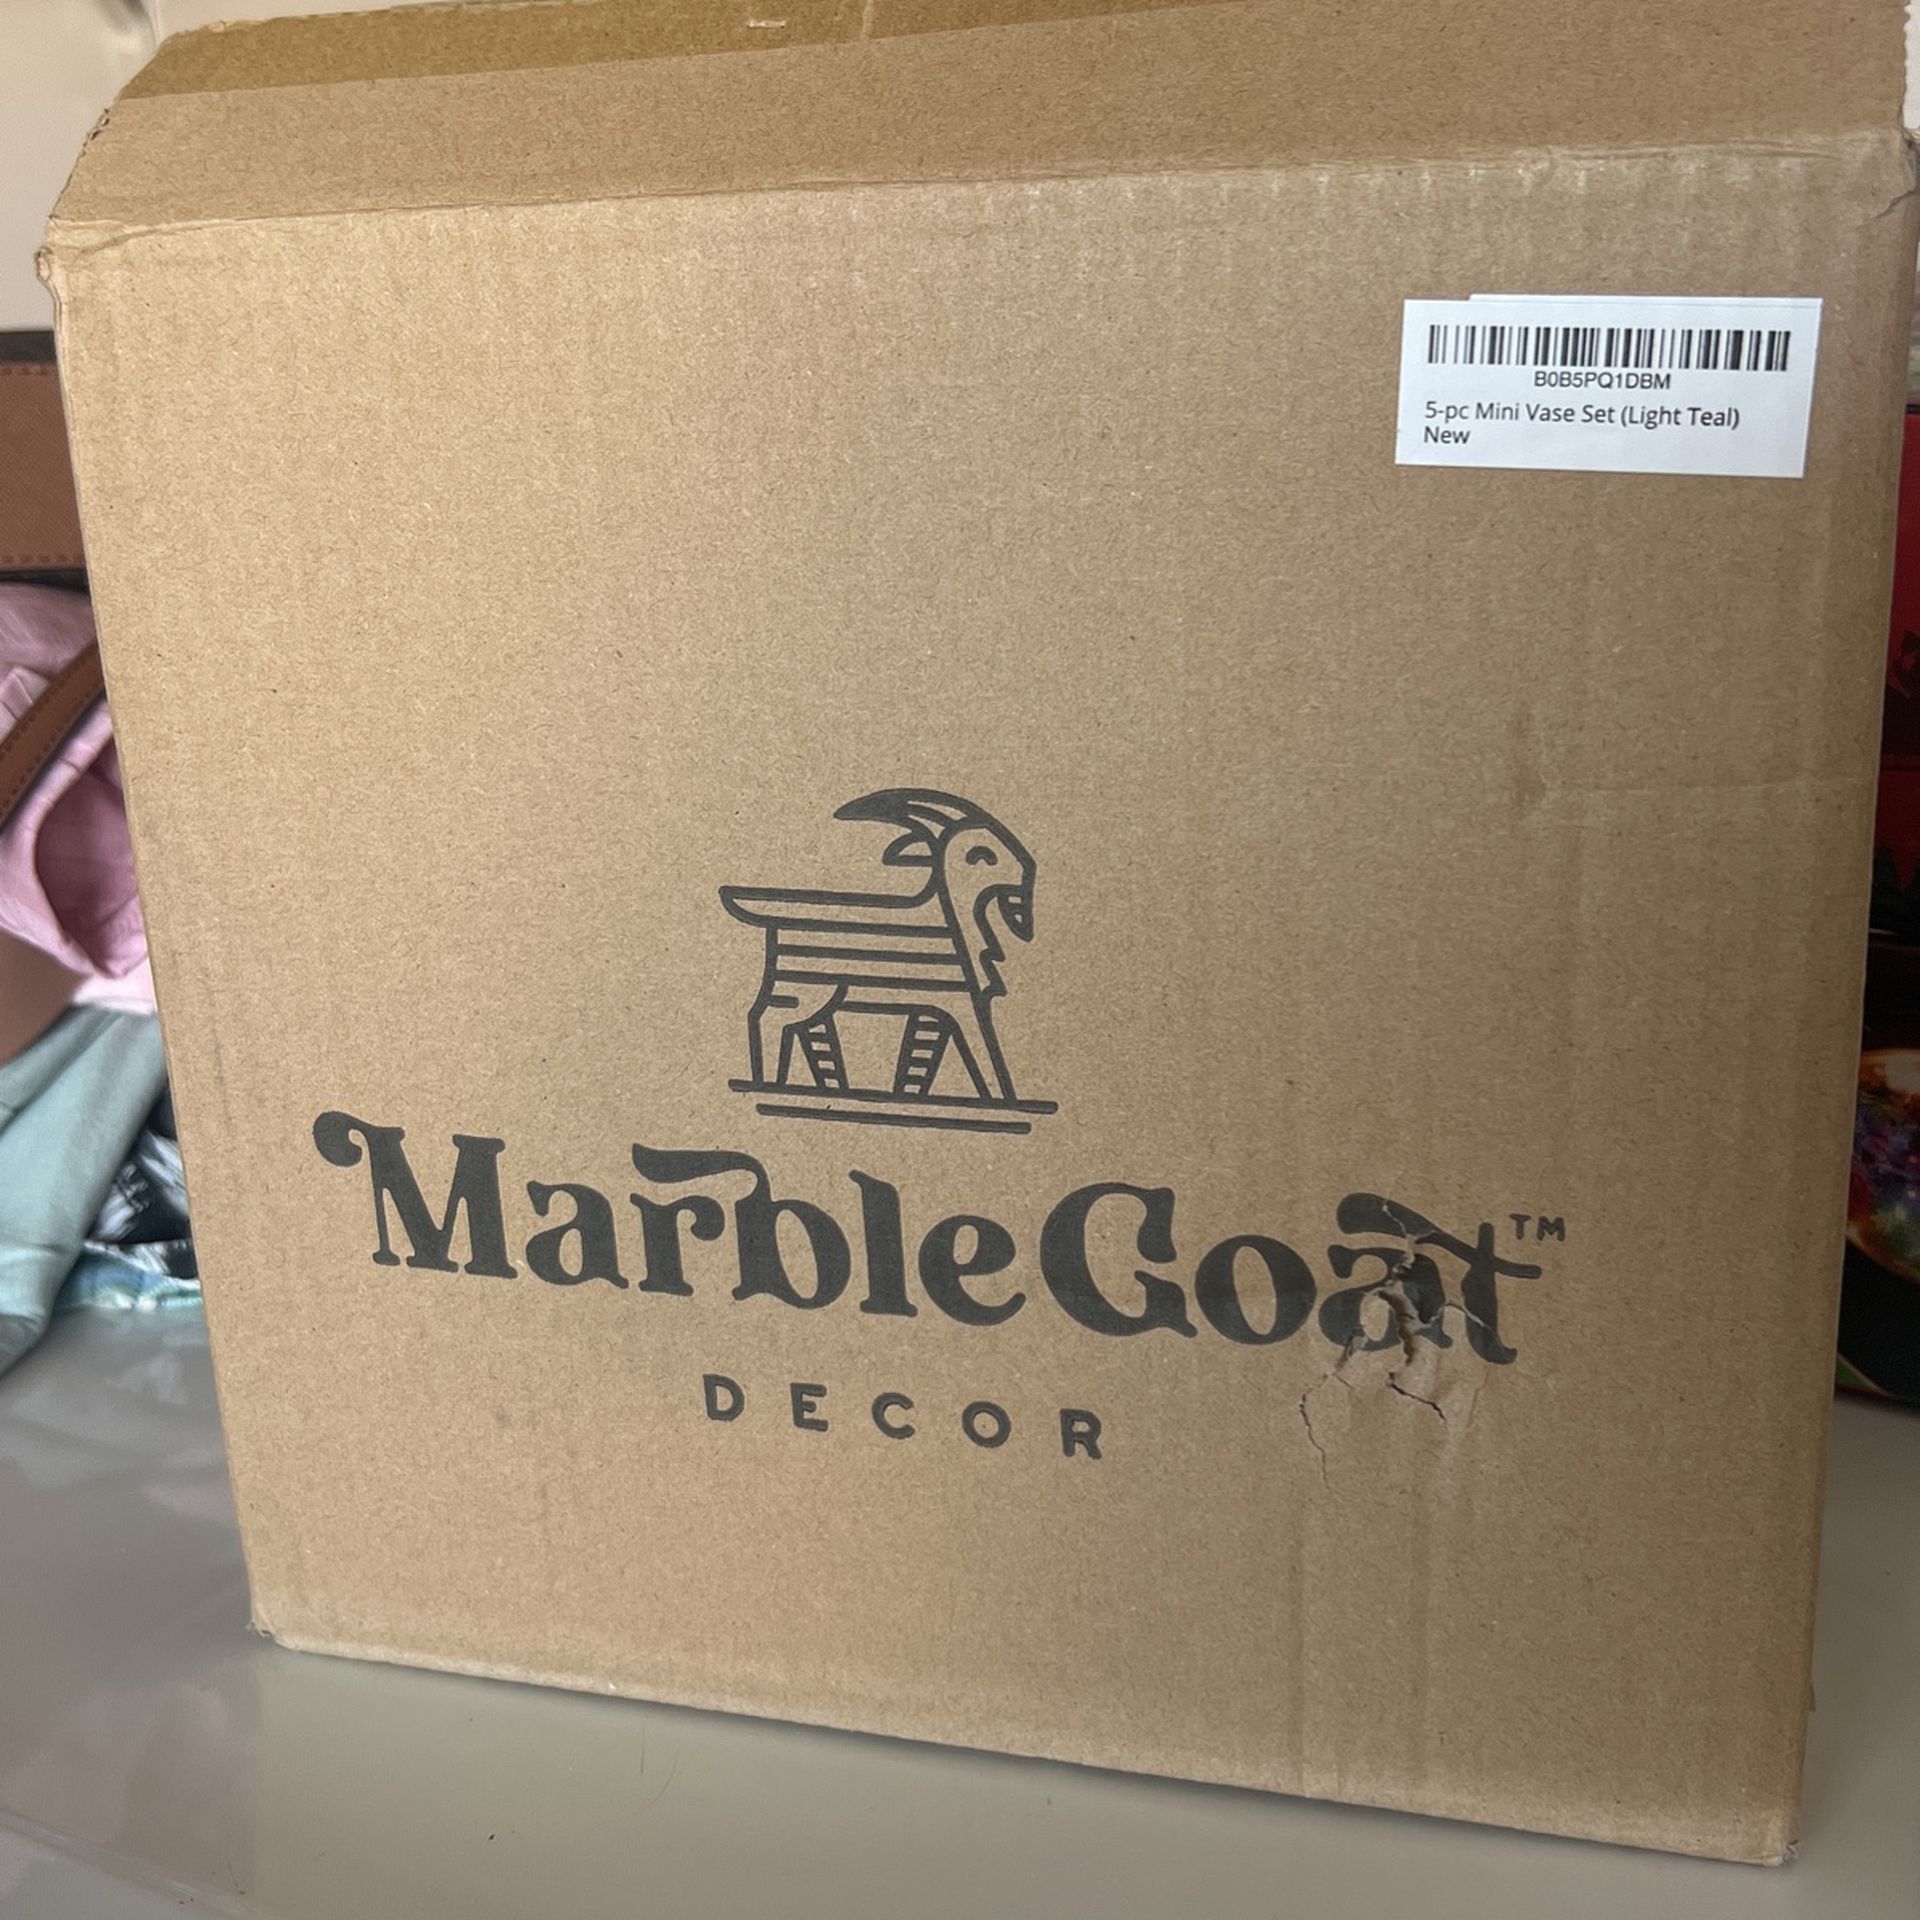 B0B5PQ1DBM
5-pc Mini Vase Set (Light Teal)
New
MarbleGoat™
DECOR